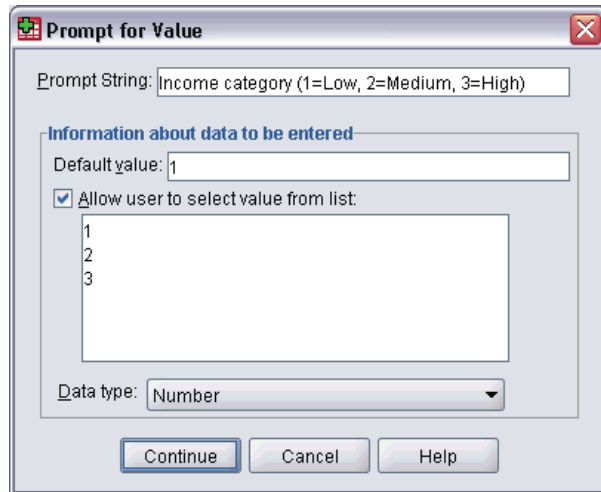 Prompt for Value
Prompt String: Income category (1=Low, 2=Medium, 3=High)
Information about data to be entered
Default value: 1
Allow user to select value from list:
1
2
3
Data type: Number
Continue Cancel Help